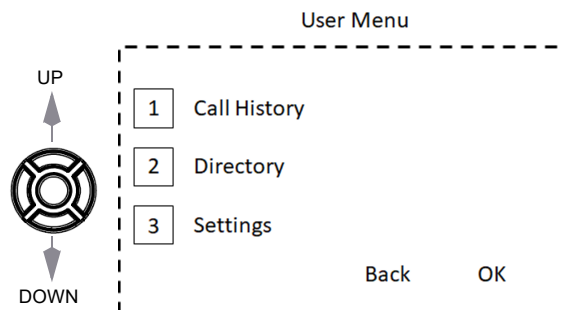 User Menu
UP
1 Call History
2 Directory
3 Settings
Back OK
DOWN